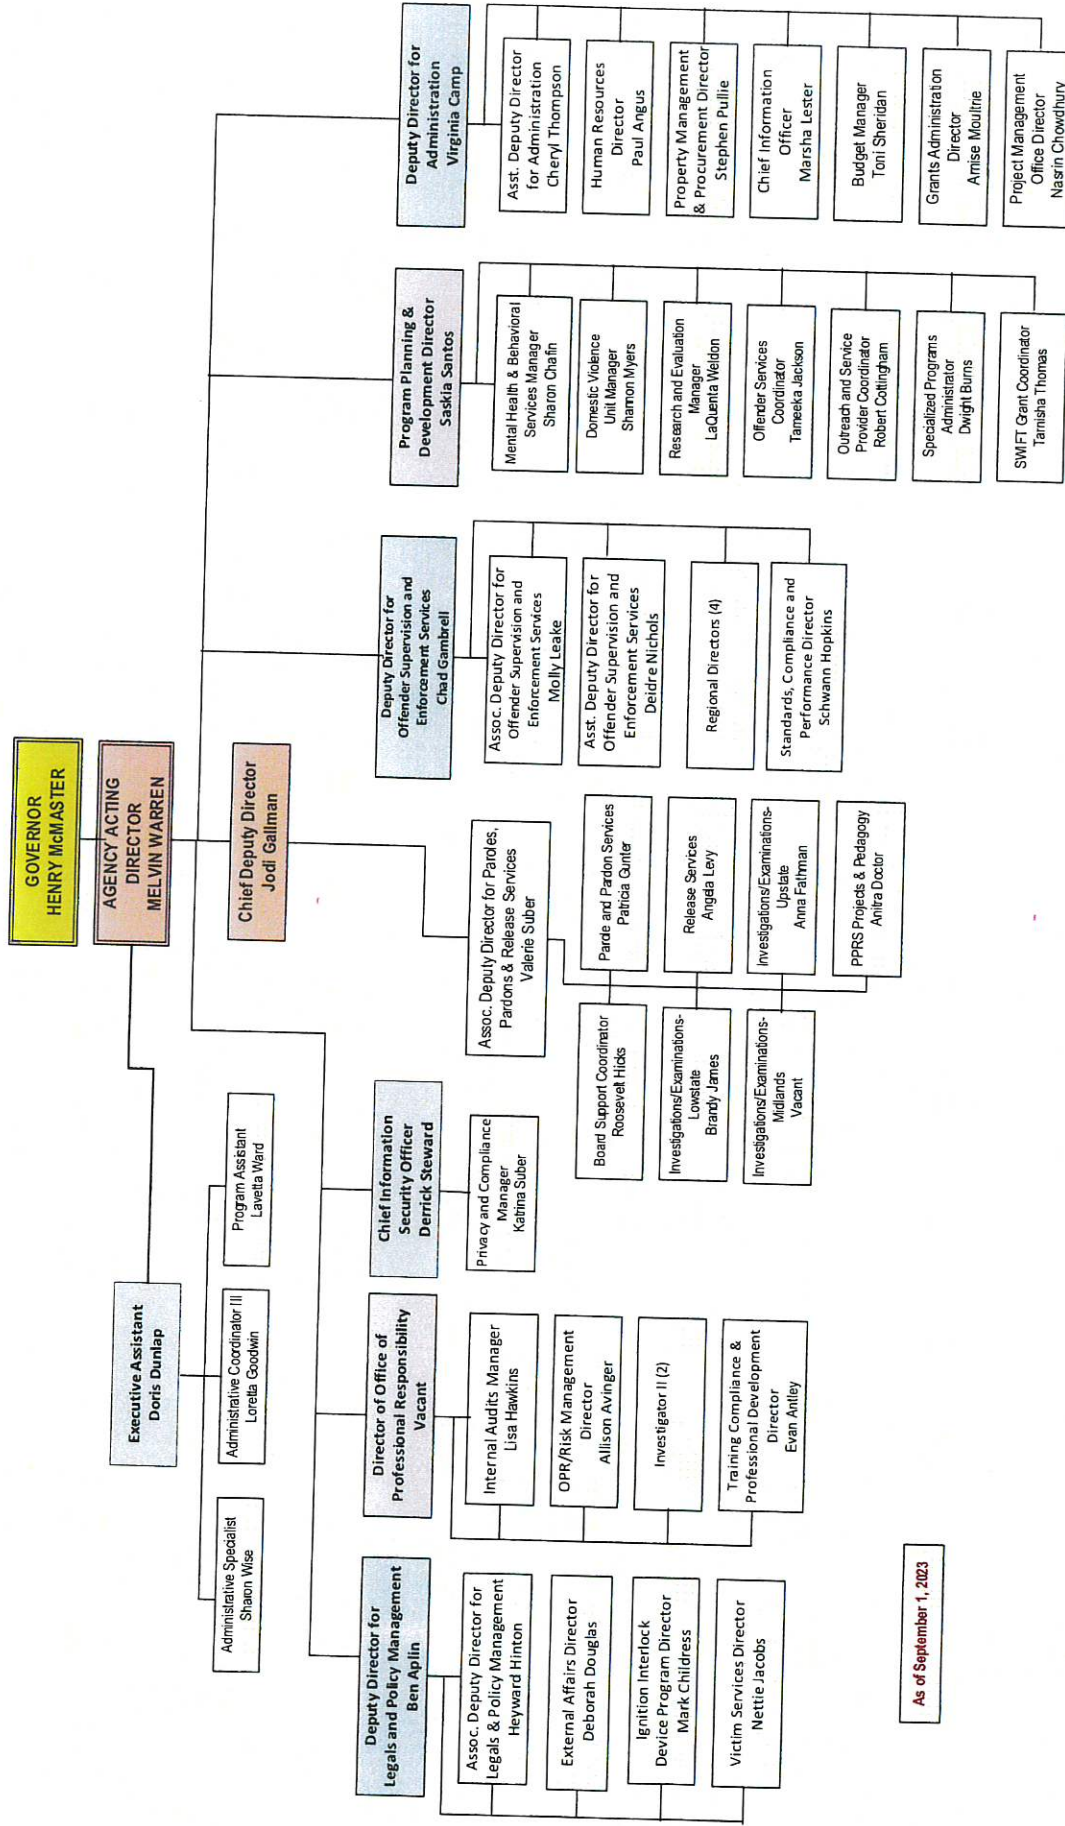 GOVERNOR
HENRY McMASTER
AGENCY ACTING
DIRECTOR
MELVIN WARREN
Chief Deputy Director
Jodi Gallman
Executive Assistant
Doris Dunlap
Administrative Specialist
Sharon Wise
Administrative Coordinator III
Loretta Goodwin
Program Assistant
Lavetta Ward
Deputy Director for
Legals and Policy Management
Ben Aplin
Assoc. Deputy Director for
Legals & Policy Management
Heyward Hinton
External Affairs Director
Deborah Douglas
Ignition Interlock
Device Program Director
Mark Childress
Victim Services Director
Nettie Jacobs
Director of Office of
Professional Responsibility
Vacant
Internal Audits Manager
Lisa Hawkins
OPR/Risk Management
Director
Allison Avinger
Investigator II (2)
Training Compliance &
Professional Development
Director
Evan Antley
Chief Information
Security Officer
Derrick Steward
Privacy and Compliance
Manager
Katrina Suber
Assoc. Deputy Director for Paroles,
Pardons & Release Services
Valerie Suber
Board Support Coordinator
Roosevelt Hicks
Parole and Pardon Services
Patricia Gunter
Investigations/Examinations-
Lowstate
Brandy James
Release Services
Angela Levy
Investigations/Examinations-
Midlands
Vacant
Investigations/Examinations-
Upstate
Anna Fathman
PPRS Projects & Pedagogy
Anitra Doctor
Deputy Director for
Offender Supervision and
Enforcement Services
Chad Gambrell
Assoc. Deputy Director for
Offender Supervision and
Enforcement Services
Molly Leake
Asst. Deputy Director for
Offender Supervision and
Enforcement Services
Deidre Nichols
Regional Directors (4)
Standards, Compliance and
Performance Director
Schwann Hopkins
Program Planning &
Development Director
Saskia Santos
Mental Health & Behavioral
Services Manager
Sharon Chafin
Domestic Violence
Unit Manager
Shannon Myers
Research and Evaluation
Manager
LaQuenta Weldon
Offender Services
Coordinator
Tameeka Jackson
Outreach and Service
Provider Coordinator
Robert Cottingham
Specialized Programs
Administrator
Dwight Burns
SWIFT Grant Coordinator
Tarnisha Thomas
Deputy Director for
Administration
Virginia Camp
Asst. Deputy Director
for Administration
Cheryl Thompson
Human Resources
Director
Paul Angus
Property Management
& Procurement Director
Stephen Pullie
Chief Information
Officer
Marsha Lester
Budget Manager
Toni Sheridan
Grants Administration
Director
Amise Moultrie
Project Management
Office Director
Nasrin Chowdhury
As of September 1, 2023